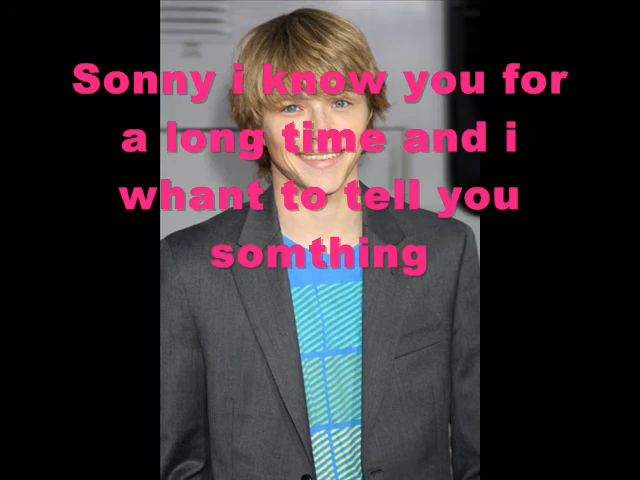 Sonny i know you for
a long time and i
whant to tell you
somthing